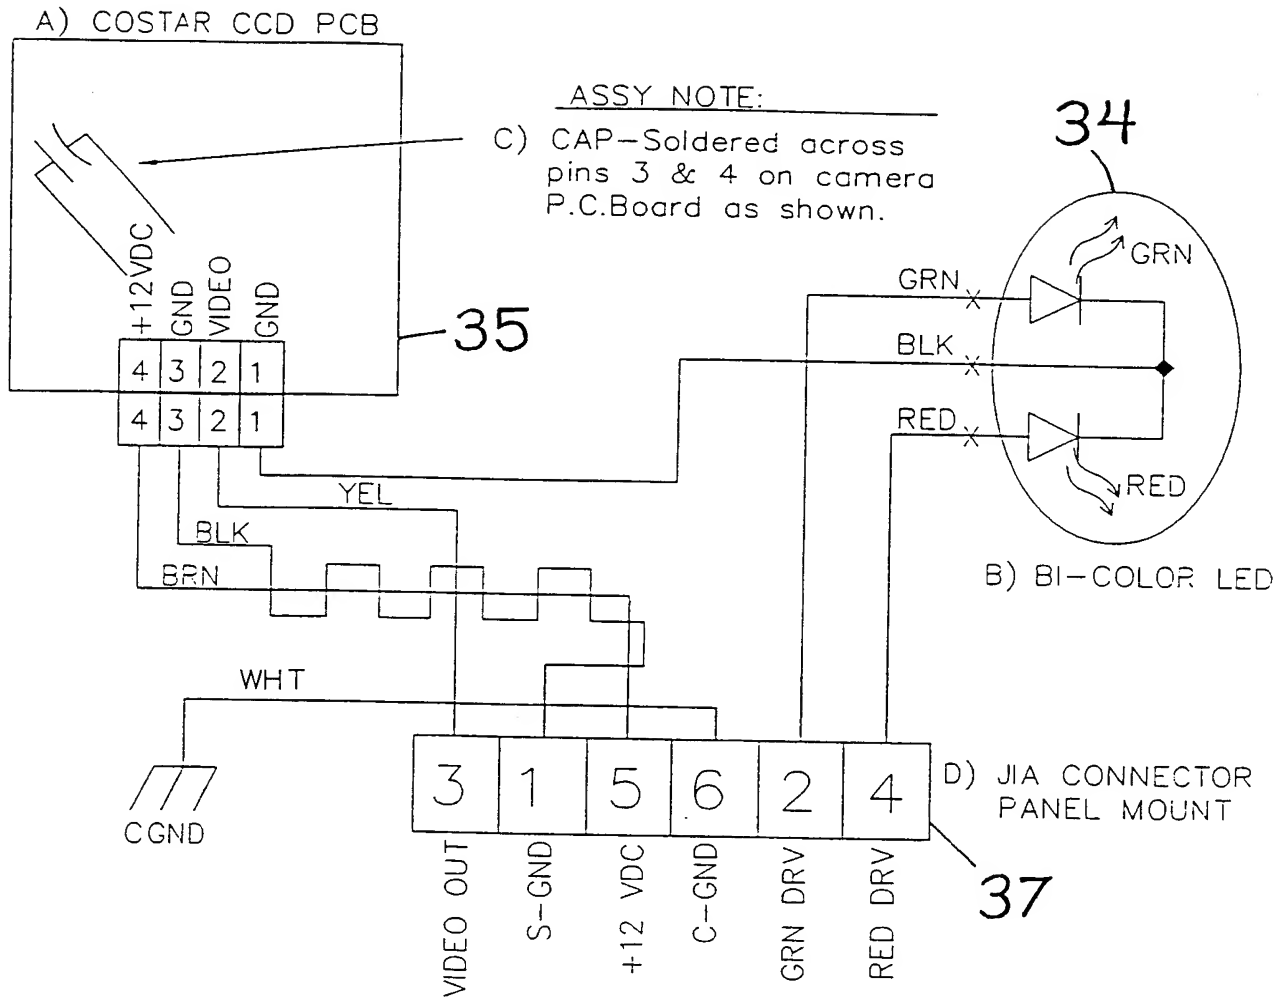 A) COSTAR CCD PCB
ASSY NOTE:
C) CAP-Soldered across
pins 3 & 4 on camera
P.C.Board as shown.
34
GRN
GRN
BLK
RED
RED
B) BI-COLOR LED
+12VDC
GND
VIDEO
GND
35
4 3 2 1
4 3 2 1
YEL
BLK
BRN
WHT
CGND
3 1 5 6 2 4
D) JIA CONNECTOR
PANEL MOUNT
37
VIDEO OUT
S-GND
+12 VDC
C-GND
GRN DRV
RED DRV